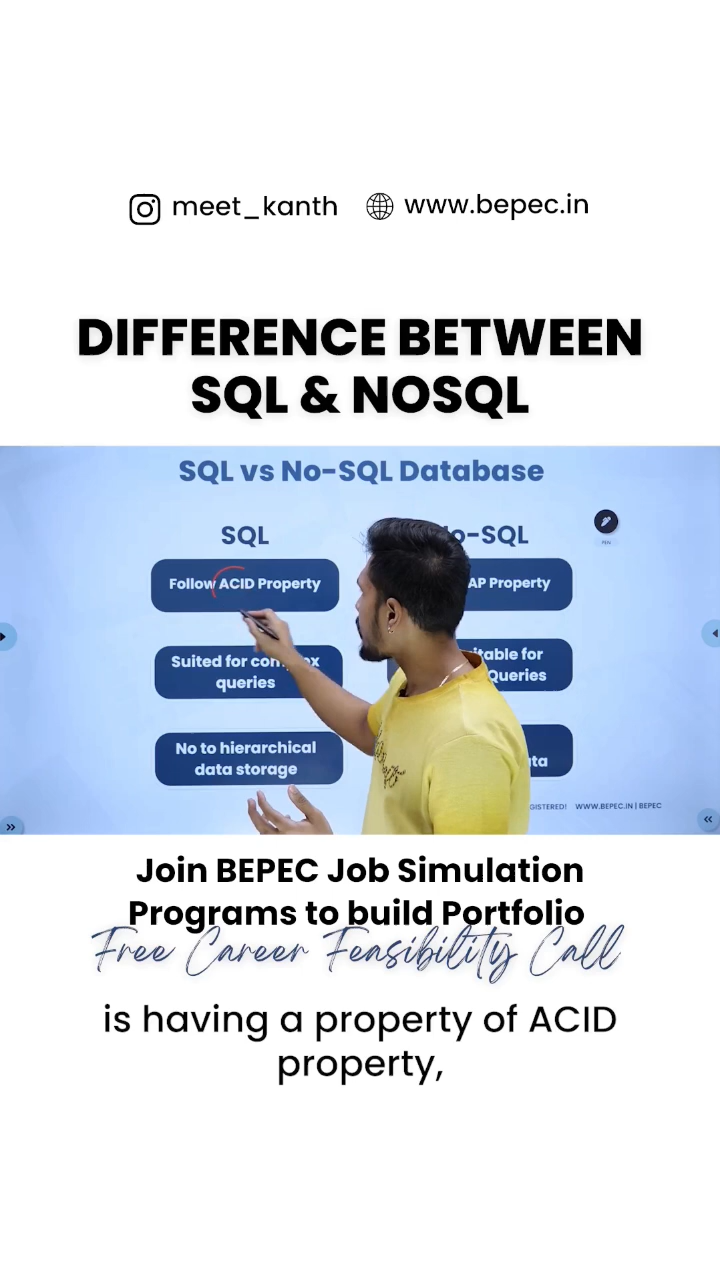 meet_kanth www.bepec.in
DIFFERENCE BETWEEN
SQL & NOSQL
SQL vs No-SQL Database
SQL
o-SQL
Follow ACID Property
AP Property
Suited for com x
queries
table for
Queries
No to hierarchical
data storage
ta
GISTERED! WWW.BEPEC.IN | BEPEC
Join BEPEC Job Simulation
Programs to build Portfolio
Free Career Feasibility Call
is having a property of ACID
property,